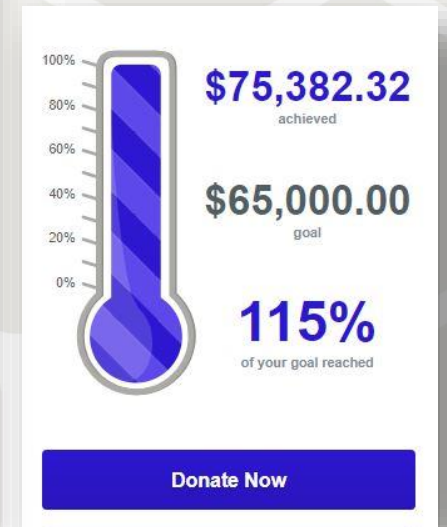 100%
80%
60%
40%
20%
0%
$75,382.32
achieved
$65,000.00
goal
115%
of your goal reached
Donate Now